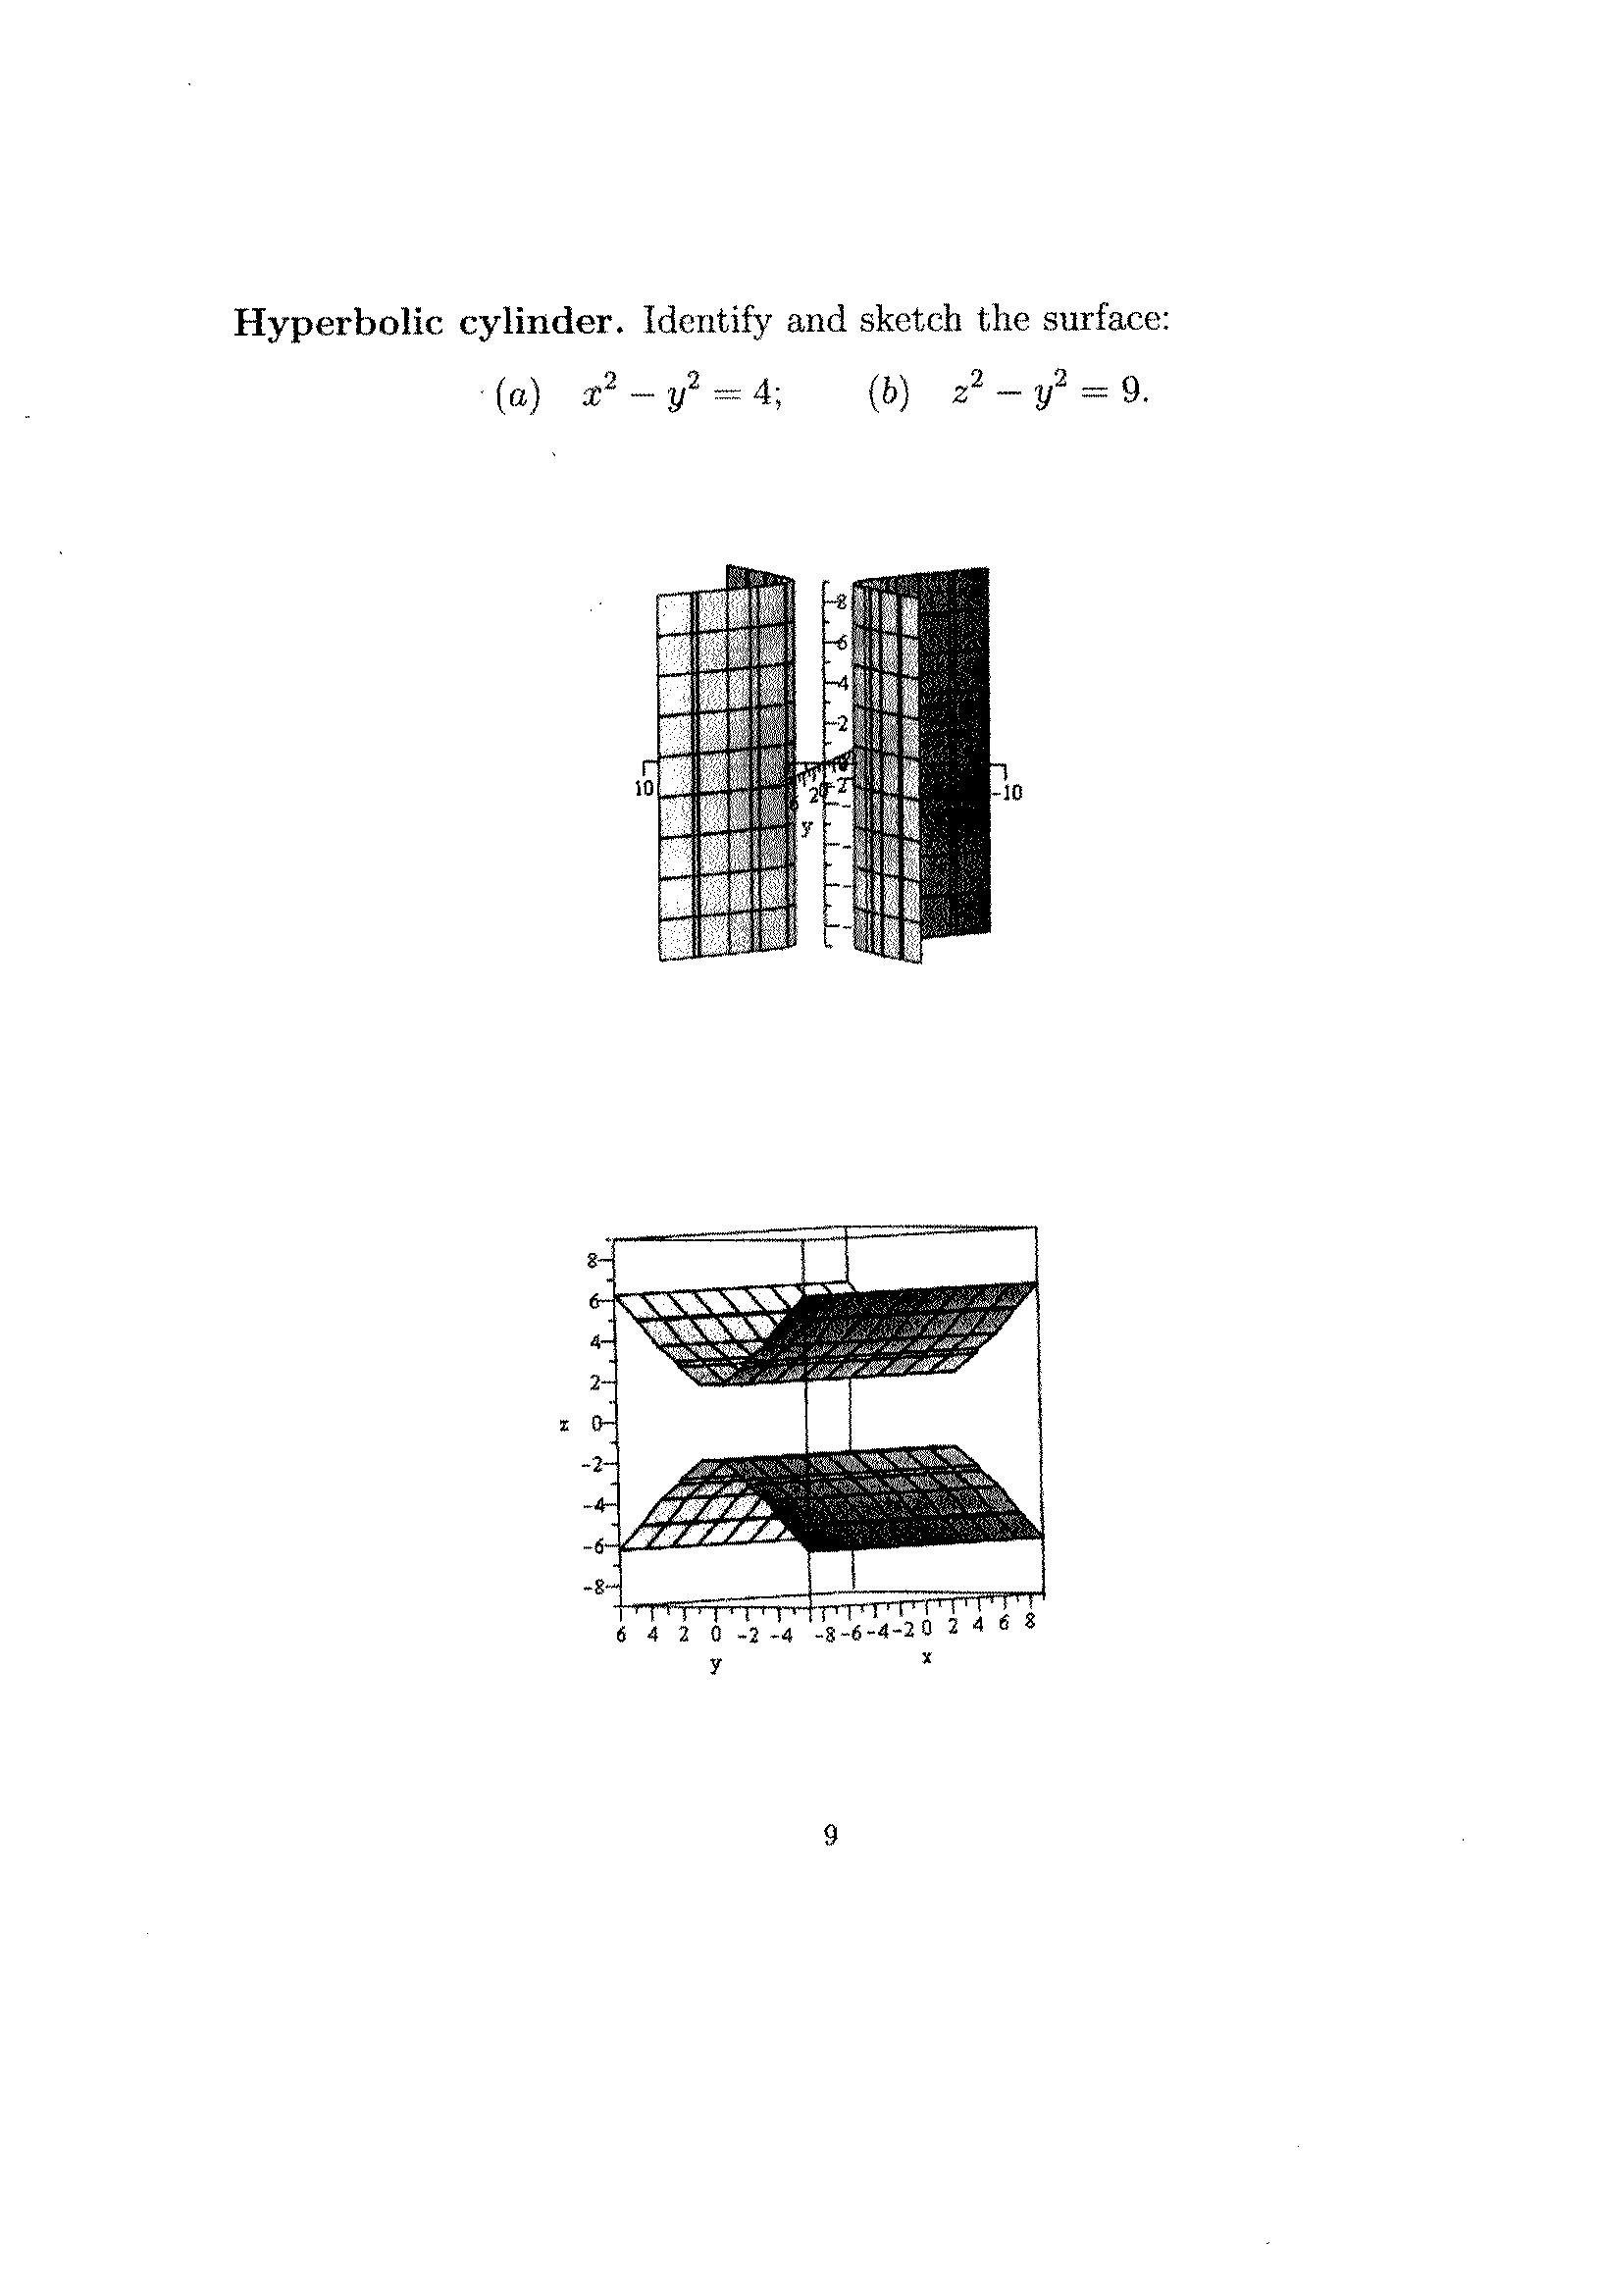 Hyperbolic cylinder. Identify and sketch the surface:
(a) x² − y² = 4; (b) z² − y² = 9.
8
6
4
2
10
-10
y
8
6
4
2
z 0
-2
-4
-6
-8
6 4 2 0 -2 -4 -8 -6 -4 -2 0 2 4 6 8
y x
9